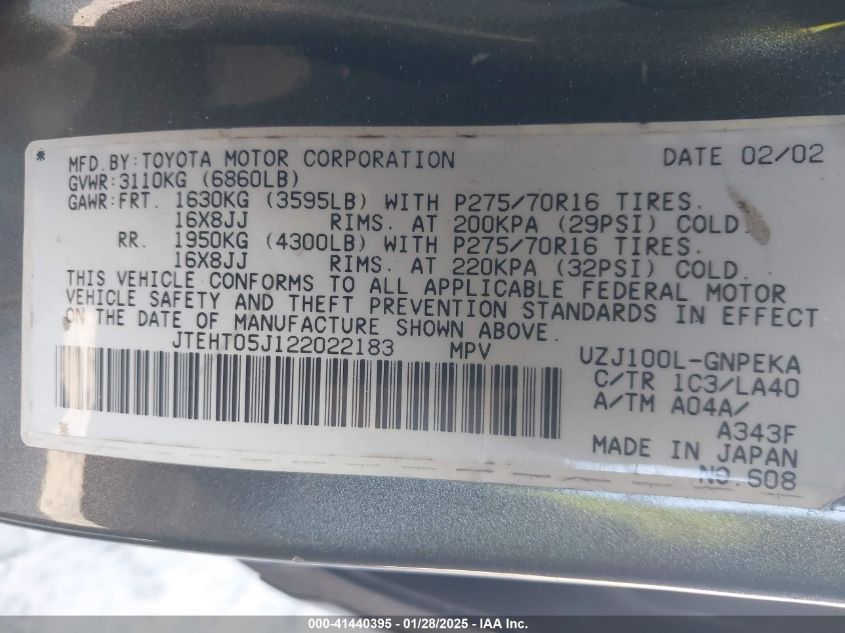 * MFD. BY: TOYOTA MOTOR CORPORATION DATE 02/02
GVWR: 3110KG (6860LB)
GAWR: FRT. 1630KG (3595LB) WITH P275/70R16 TIRES.
16X8JJ RIMS. AT 200KPA (29PSI) COLD.
RR. 1950KG (4300LB) WITH P275/70R16 TIRES.
16X8JJ RIMS. AT 220KPA (32PSI) COLD.
THIS VEHICLE CONFORMS TO ALL APPLICABLE FEDERAL MOTOR
VEHICLE SAFETY AND THEFT PREVENTION STANDARDS IN EFFECT
ON THE DATE OF MANUFACTURE SHOWN ABOVE.
JTEHT05J122022183 MPV UZJ100L-GNPEKA
C/TR 1C3/LA40
A/TM A04A/
* A343F
MADE IN JAPAN
NO 608
000-41440395 - 01/28/2025 - IAA Inc.